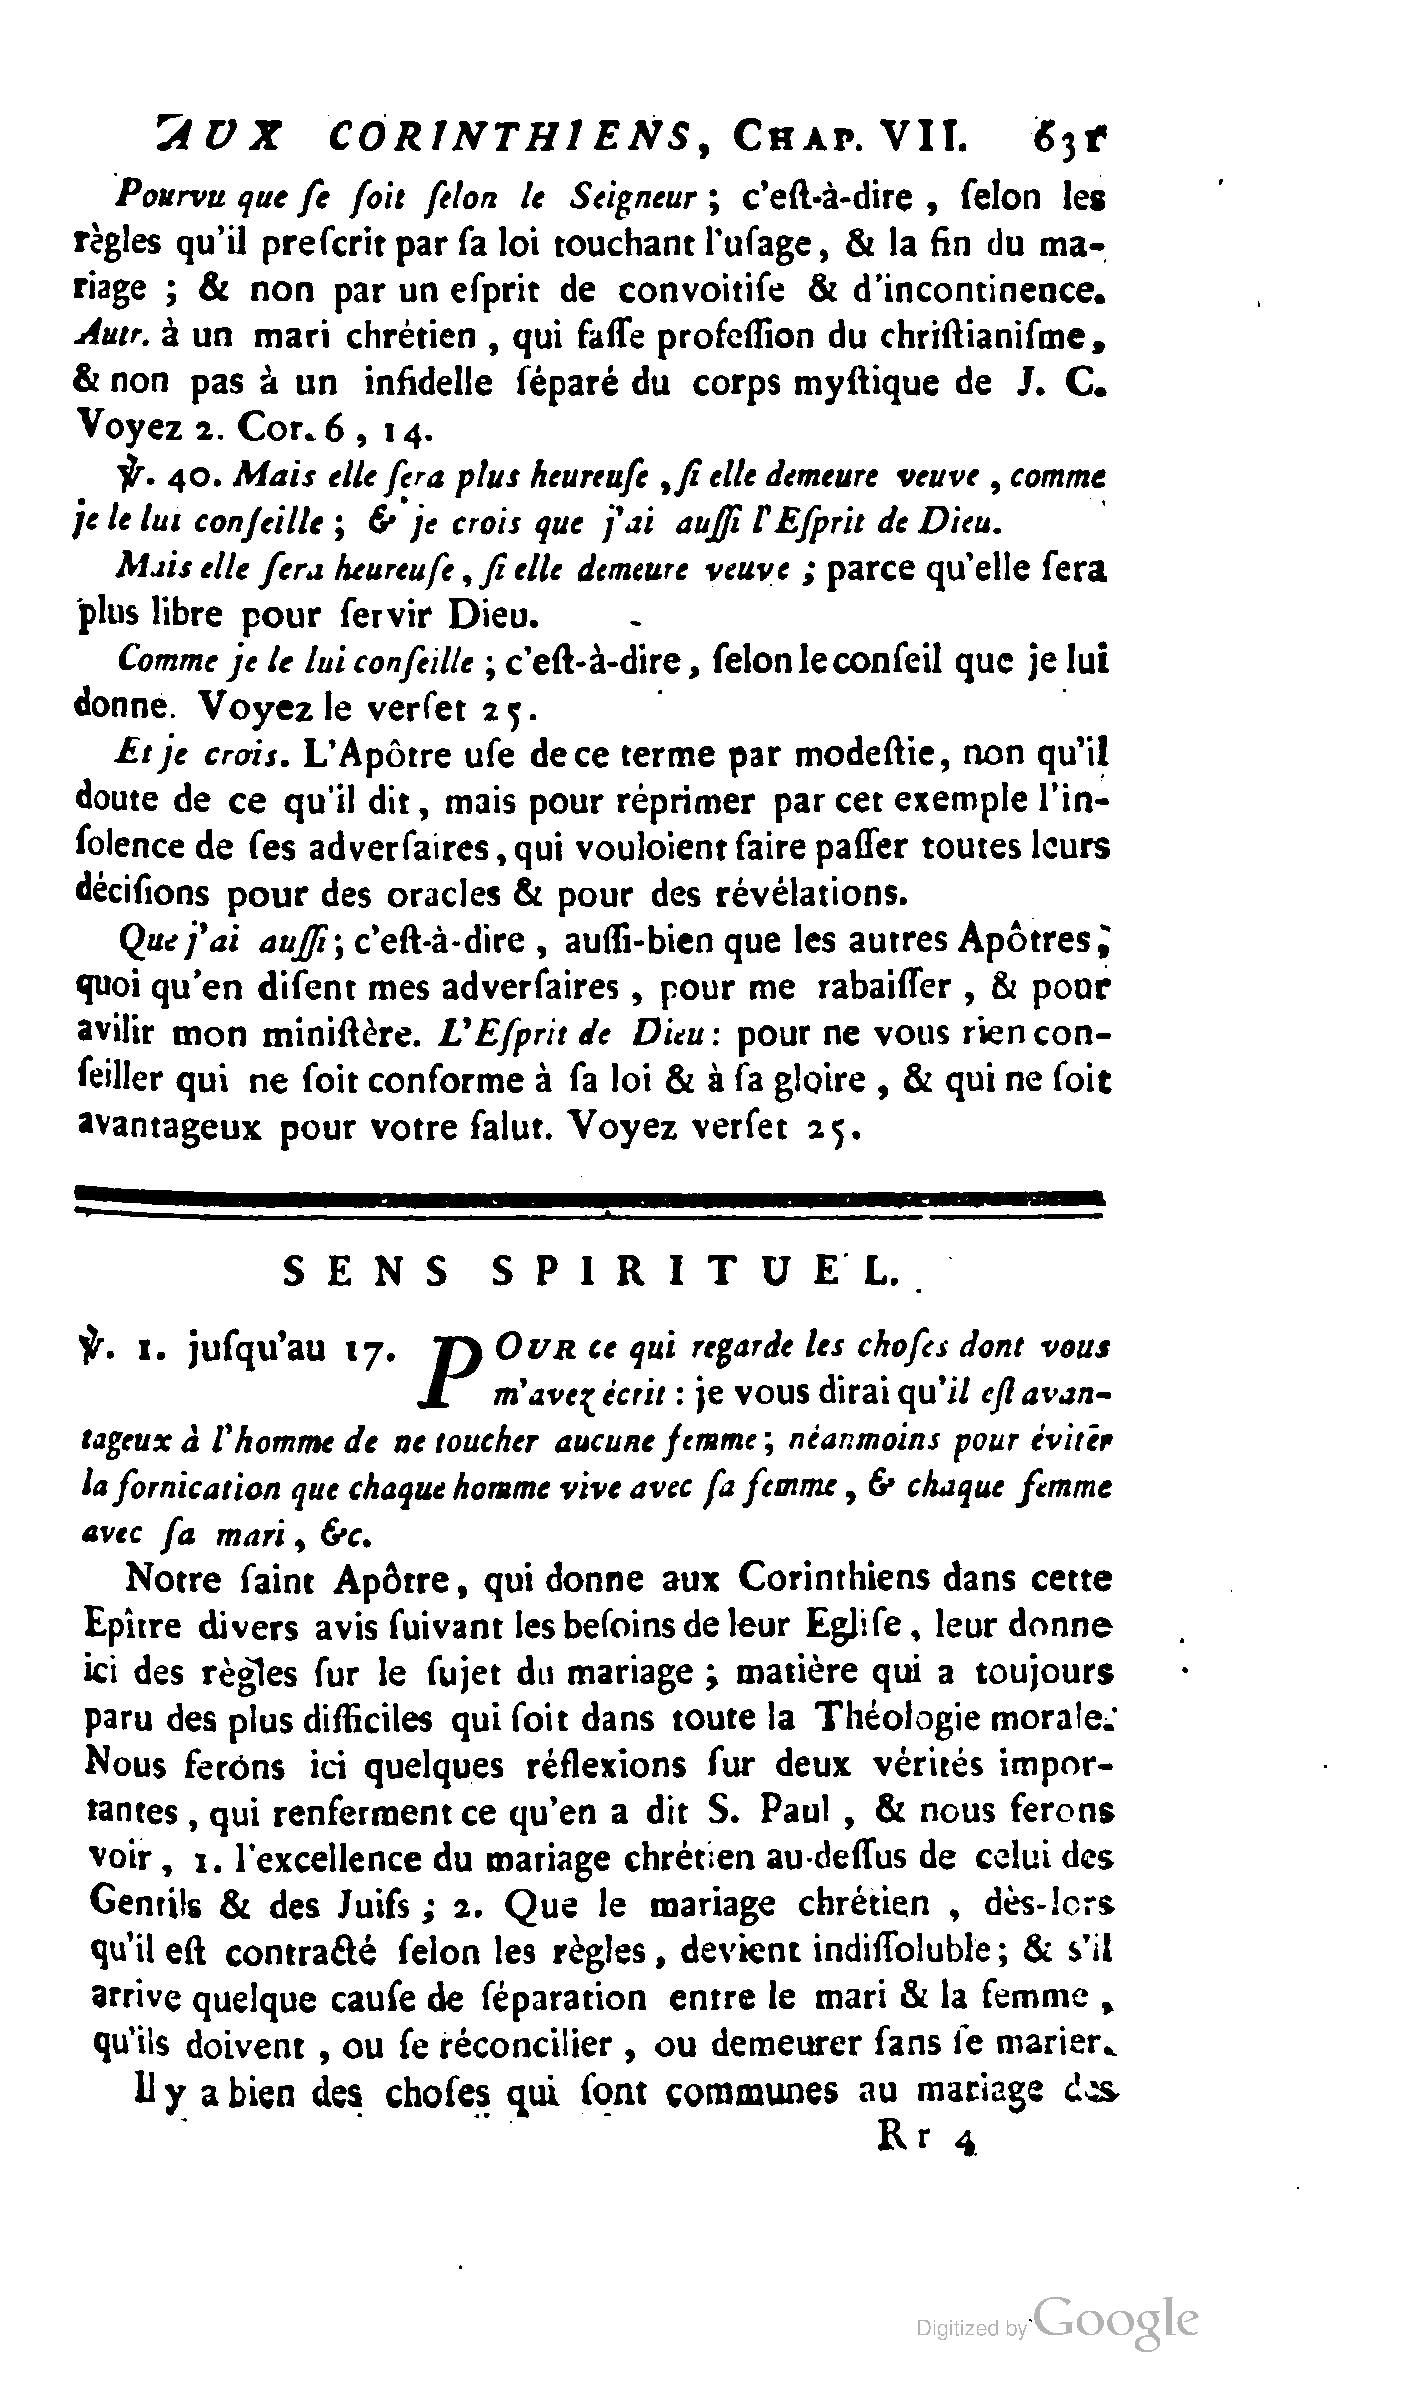 AUX CORINTHIENS, CHAP. VII. 631
Pourvu que ſe ſoit ſelon le Seigneur ; c'eſt-à-dire , ſelon les
règles qu'il preſcrit par ſa loi touchant l'uſage, & la fin du ma-
riage ; & non par un eſprit de convoitiſe & d'incontinence.
Autr. à un mari chrétien , qui faſſe profeſſion du chriſtianiſme,
& non pas à un infidelle ſéparé du corps myſtique de J. C.
Voyez 2. Cor. 6 , 14.
℣. 40. Mais elle ſera plus heureuſe , ſi elle demeure veuve , comme
je le lui conſeille ; & je crois que j'ai auſſi l'Eſprit de Dieu.
Mais elle ſera heureuſe , ſi elle demeure veuve ; parce qu'elle ſera
plus libre pour ſervir Dieu.
Comme je le lui conſeille ; c'eſt-à-dire, ſelon le conſeil que je lui
donne. Voyez le verſet 25.
Et je crois. L'Apôtre uſe de ce terme par modeſtie, non qu'il
doute de ce qu'il dit, mais pour réprimer par cet exemple l'in-
ſolence de ſes adverſaires, qui vouloient faire paſſer toutes leurs
déciſions pour des oracles & pour des révélations.
Que j'ai auſſi ; c'eſt-à-dire , auſſi-bien que les autres Apôtres ;
quoi qu'en diſent mes adverſaires , pour me rabaiſſer , & pour
avilir mon miniſtère. L'Eſprit de Dieu : pour ne vous rien con-
ſeiller qui ne ſoit conforme à ſa loi & à ſa gloire , & qui ne ſoit
avantageux pour votre ſalut. Voyez verſet 25.
SENS SPIRITUEL.
℣. 1. juſqu'au 17. POUR ce qui regarde les choſes dont vous
m'avez écrit : je vous dirai qu'il eſt avan-
tageux à l'homme de ne toucher aucune femme ; néanmoins pour éviter
la fornication que chaque homme vive avec ſa femme , & chaque femme
avec ſa mari , &c.
Notre ſaint Apôtre, qui donne aux Corinthiens dans cette
Epître divers avis ſuivant les beſoins de leur Egliſe, leur donne
ici des règles ſur le ſujet du mariage ; matière qui a toujours
paru des plus difficiles qui ſoit dans toute la Théologie morale.
Nous ferons ici quelques réflexions ſur deux vérités impor-
tantes , qui renferment ce qu'en a dit S. Paul , & nous ferons
voir , 1. l'excellence du mariage chrétien au-deſſus de celui des
Gentils & des Juifs ; 2. Que le mariage chrétien , dès-lors
qu'il eſt contracté ſelon les règles, devient indiſſoluble ; & s'il
arrive quelque cauſe de ſéparation entre le mari & la femme ,
qu'ils doivent , ou ſe réconcilier , ou demeurer ſans ſe marier.
Il y a bien des choſes qui ſont communes au mariage des
Rr 4
Digitized by Google